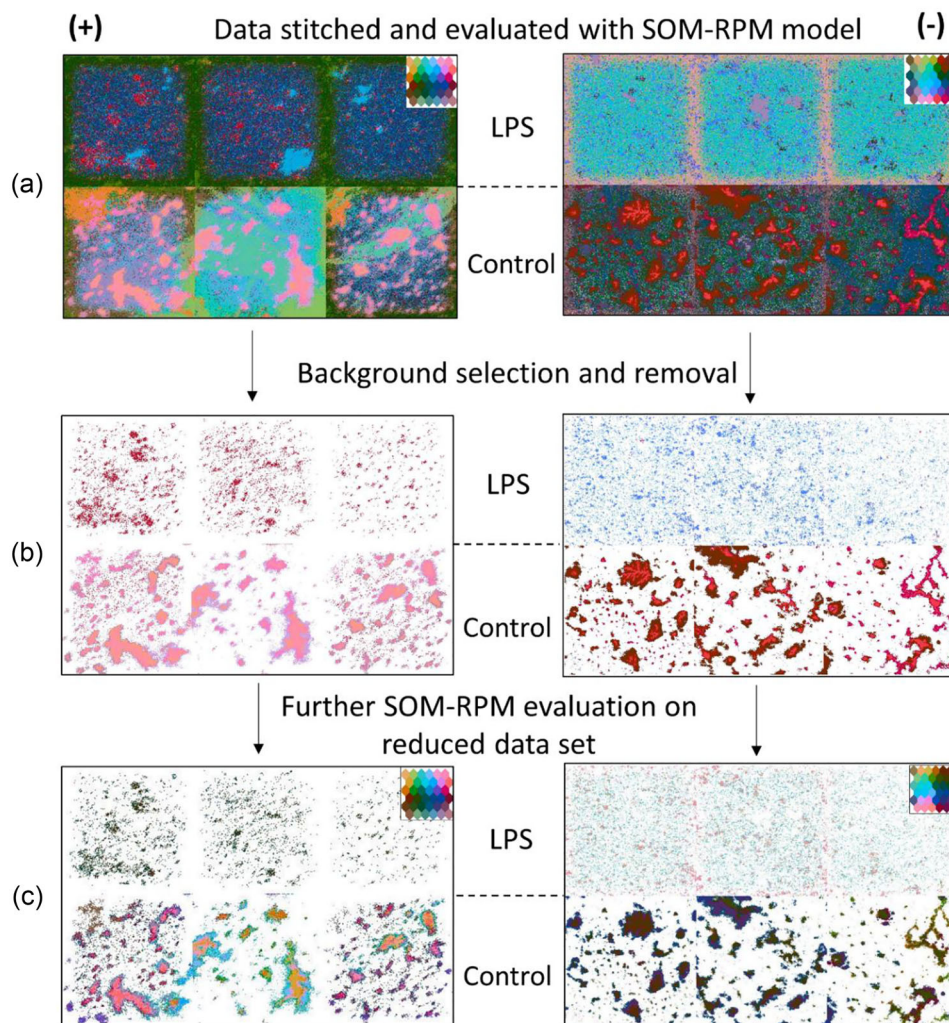 (+)
Data stitched and evaluated with SOM-RPM model
(-)
LPS
(a)
Control
Background selection and removal
LPS
(b)
Control
Further SOM-RPM evaluation on
reduced data set
LPS
(c)
Control